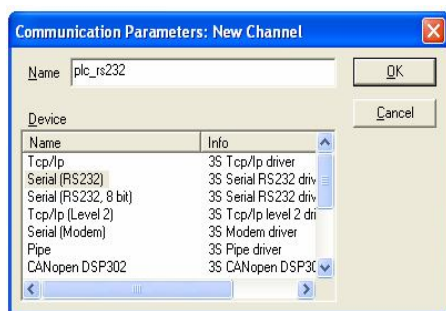 Communication Parameters: New Channel
Name plc_rs232 OK
Cancel
Device
Name Info
Tcp/Ip 3S Tcp/Ip driver
Serial (RS232) 3S Serial RS232 driv
Serial (RS232, 8 bit) 3S Serial RS232 driv
Tcp/Ip (Level 2) 3S Tcp/Ip level 2 dri
Serial (Modem) 3S Modem driver
Pipe 3S Pipe driver
CANopen DSP302 3S CANopen DSP30